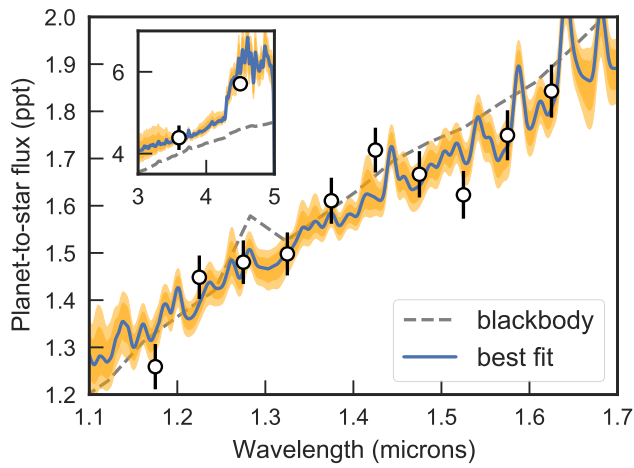 2.0
1.9
1.8
1.7
1.6
1.5
1.4
1.3
1.2
Planet-to-star flux (ppt)
6
4
3 4 5
blackbody
best fit
1.1 1.2 1.3 1.4 1.5 1.6 1.7
Wavelength (microns)